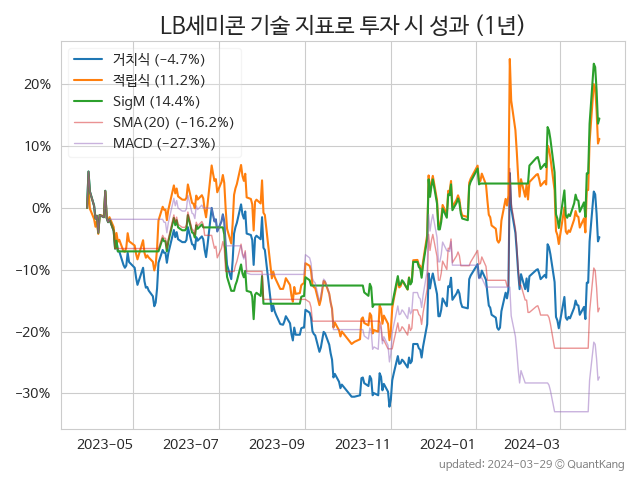 LB세미콘 기술 지표로 투자 시 성과 (1년)
거치식 (−4.7%)
적립식 (11.2%)
SigM (14.4%)
SMA(20) (−16.2%)
MACD (−27.3%)
20%
10%
0%
−10%
−20%
−30%
2023−05
2023−07
2023−09
2023−11
2024−01
2024−03
updated: 2024−03−29 © QuantKang